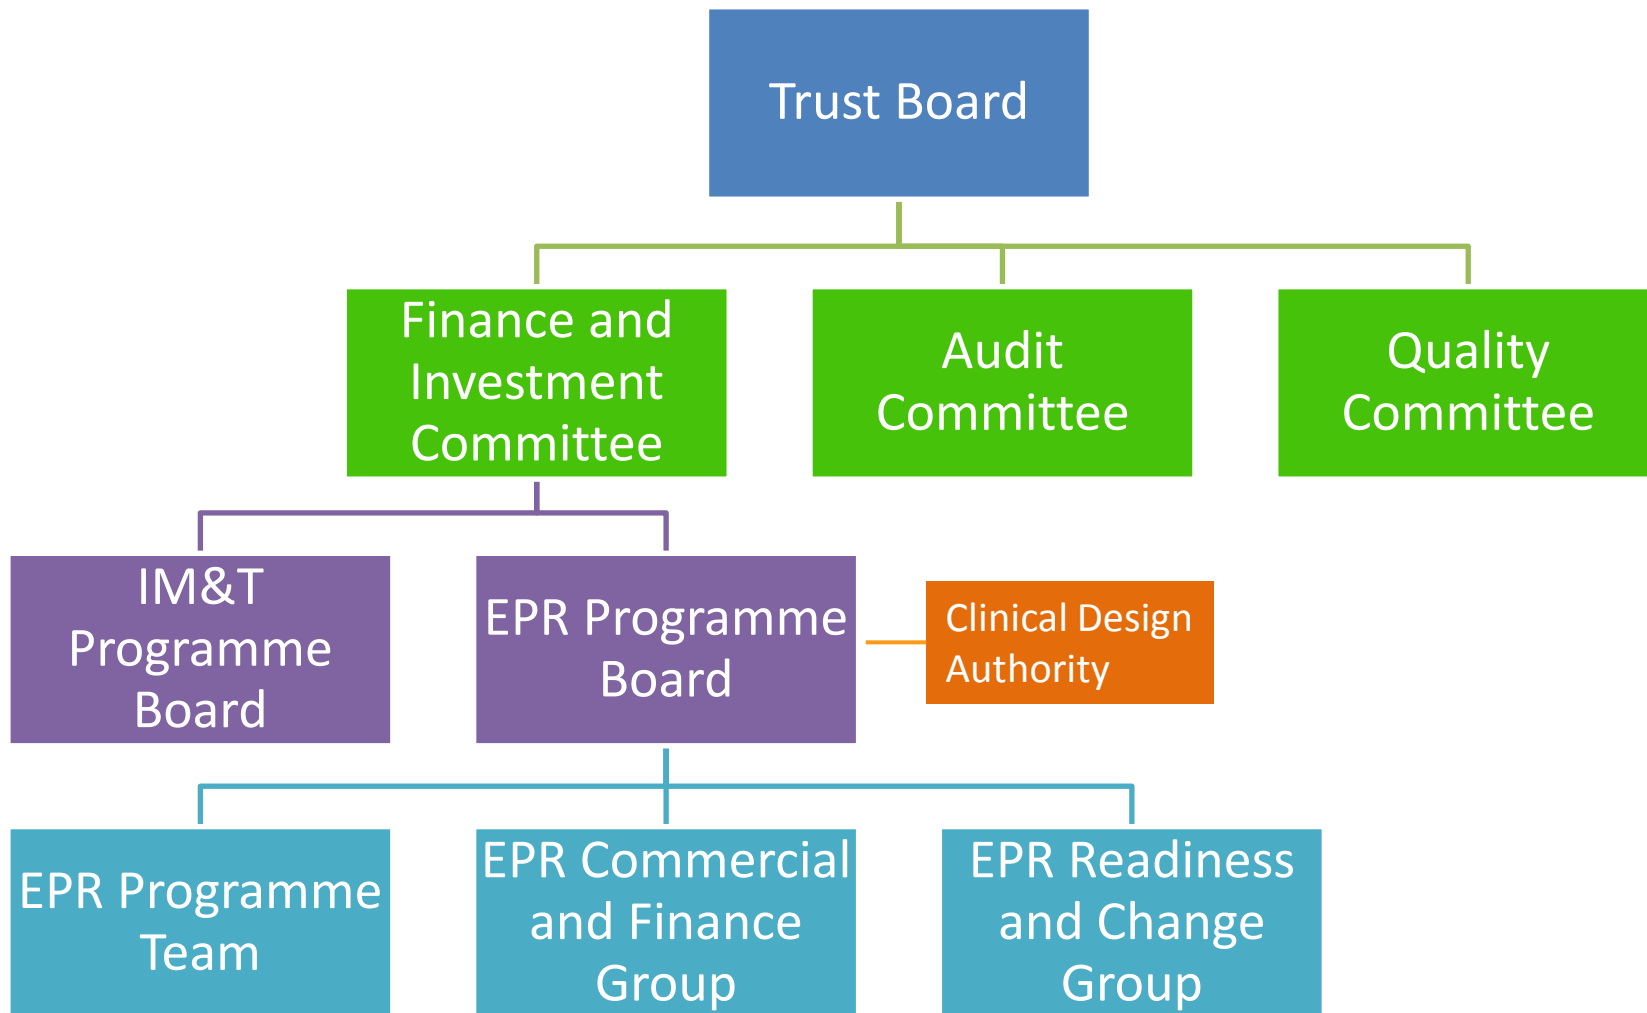 Trust Board
Finance and
Investment
Committee
Audit
Committee
Quality
Committee
IM&T
Programme
Board
EPR Programme
Board
Clinical Design
Authority
EPR Programme
Team
EPR Commercial
and Finance
Group
EPR Readiness
and Change
Group